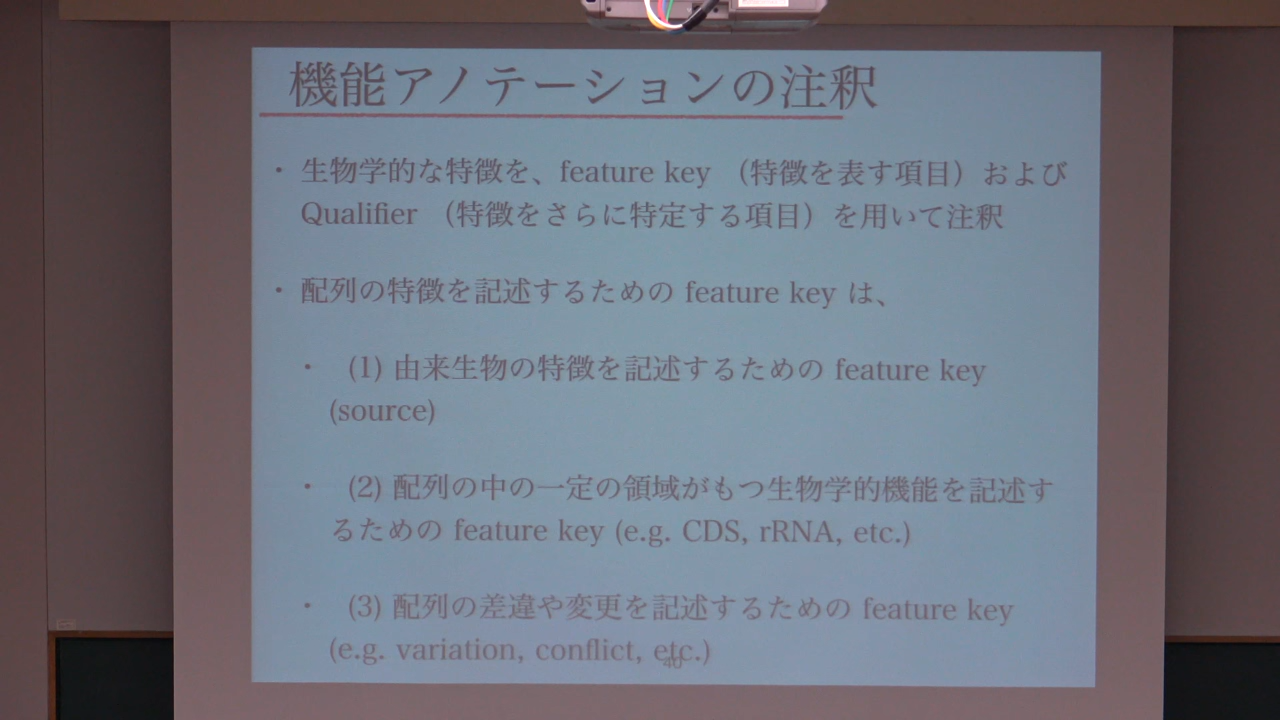 機能アノテーションの注釈
・ 生物学的な特徴を、feature key （特徴を表す項目）および
Qualifier （特徴をさらに特定する項目）を用いて注釈
・ 配列の特徴を記述するための feature key は、
・ (1) 由来生物の特徴を記述するための feature key
(source)
・ (2) 配列の中の一定の領域がもつ生物学的機能を記述す
るための feature key (e.g. CDS, rRNA, etc.)
・ (3) 配列の差違や変更を記述するための feature key
(e.g. variation, conflict, etc.)